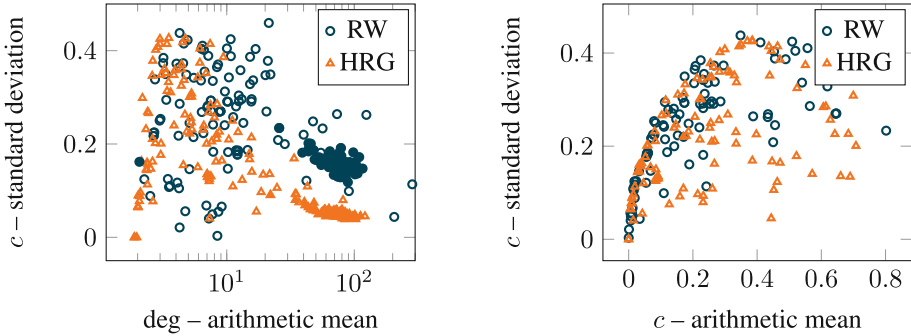 c – standard deviation
0.4
0.2
0
10^1
10^2
deg – arithmetic mean
RW
HRG
c – standard deviation
0.4
0.2
0
0
0.2
0.4
0.6
0.8
c – arithmetic mean
RW
HRG